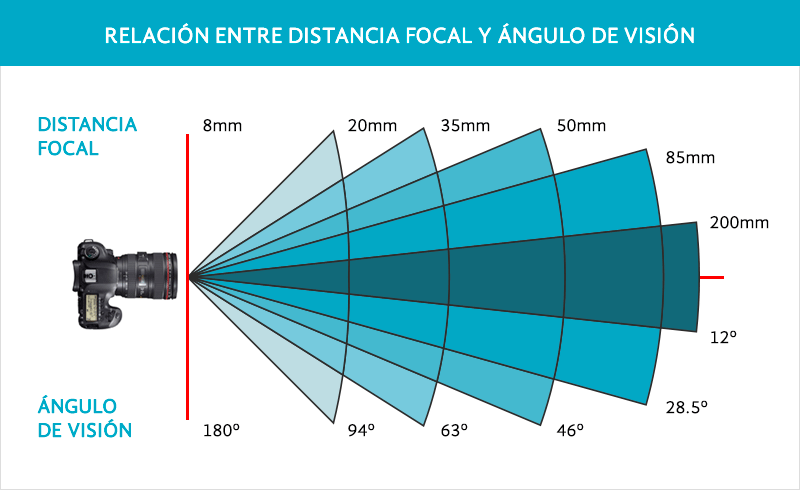 RELACIÓN ENTRE DISTANCIA FOCAL Y ÁNGULO DE VISIÓN
DISTANCIA
FOCAL
8mm
20mm
35mm
50mm
85mm
200mm
ÁNGULO
DE VISIÓN
180º
94º
63º
46º
28.5º
12º